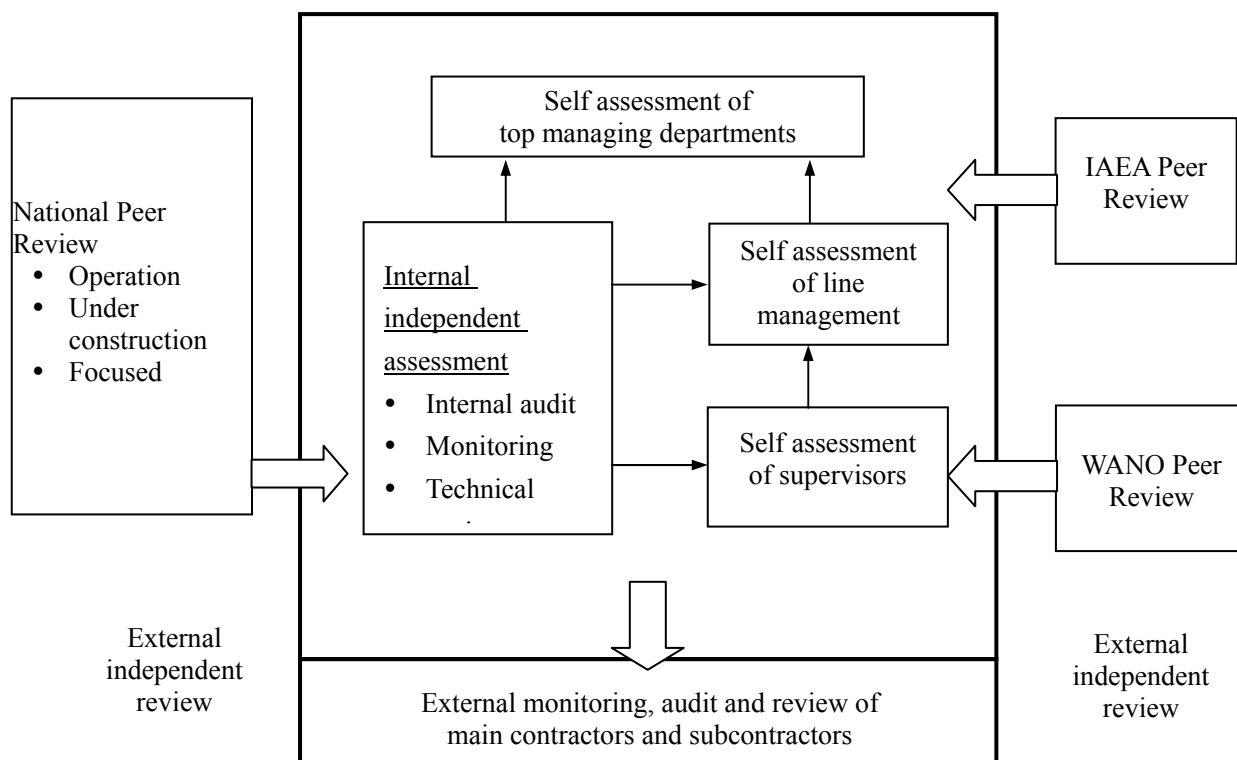 Self assessment of
top managing departments
National Peer
Review
• Operation
• Under
construction
• Focused
Internal
independent
assessment
• Internal audit
• Monitoring
• Technical
Self assessment
of line
management
Self assessment
of supervisors
IAEA Peer
Review
WANO Peer
Review
External
independent
review
External
independent
review
External monitoring, audit and review of
main contractors and subcontractors